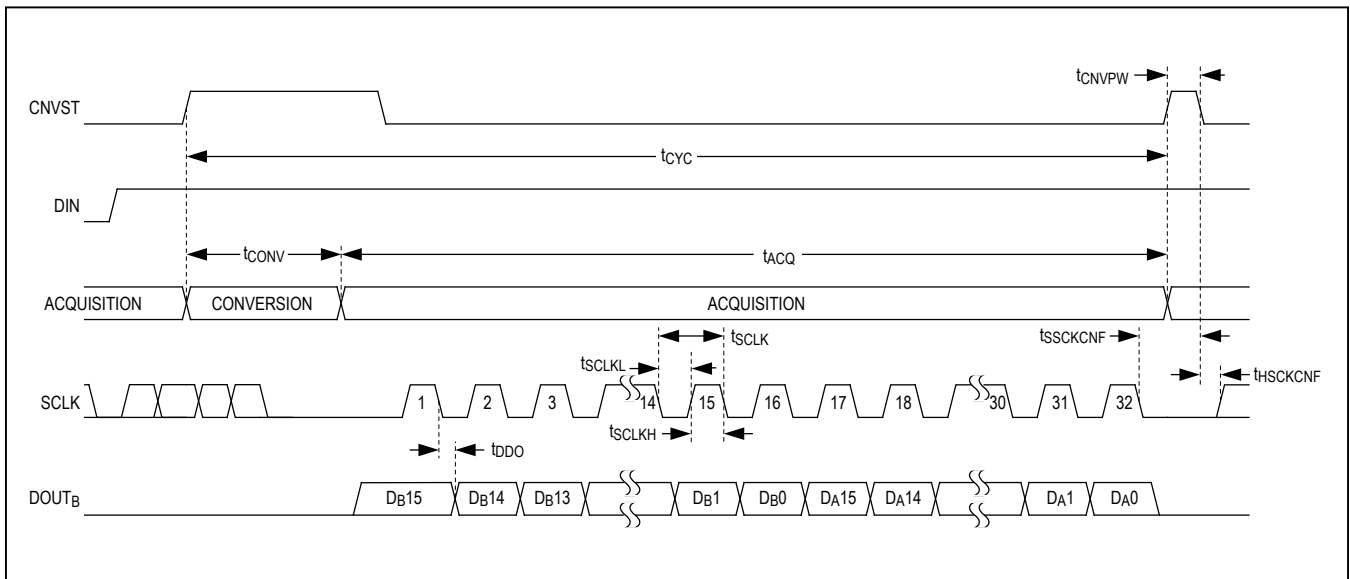 tCNVPW
CNVST
tCYC
DIN
tCONV
tACQ
ACQUISITION CONVERSION ACQUISITION
tSCLK
tSSCKCNF
tSCLKL
tHSCKCNF
SCLK 1 2 3 14 15 16 17 18 30 31 32
tSCLKH
tDDO
DOUTB DB15 DB14 DB13 DB1 DB0 DA15 DA14 DA1 DA0